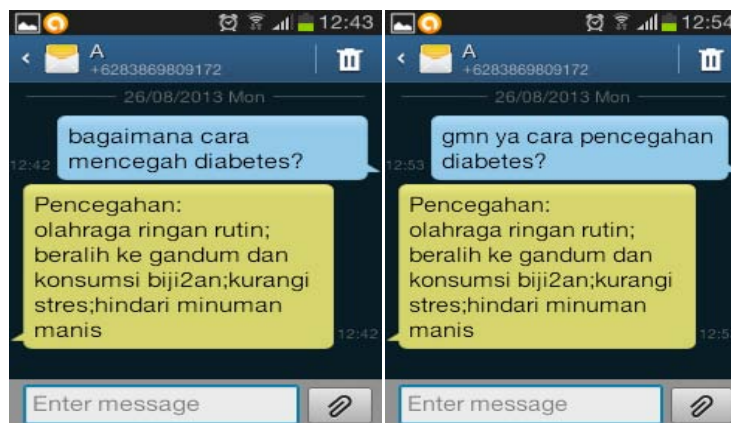 12:43
A
+6283869809172
26/08/2013 Mon
bagaimana cara
mencegah diabetes?
12:42
Pencegahan:
olahraga ringan rutin;
beralih ke gandum dan
konsumsi biji2an;kurangi
stres;hindari minuman
manis
12:42
Enter message
12:54
A
+6283869809172
26/08/2013 Mon
gmn ya cara pencegahan
diabetes?
12:53
Pencegahan:
olahraga ringan rutin;
beralih ke gandum dan
konsumsi biji2an;kurangi
stres;hindari minuman
manis
Enter message